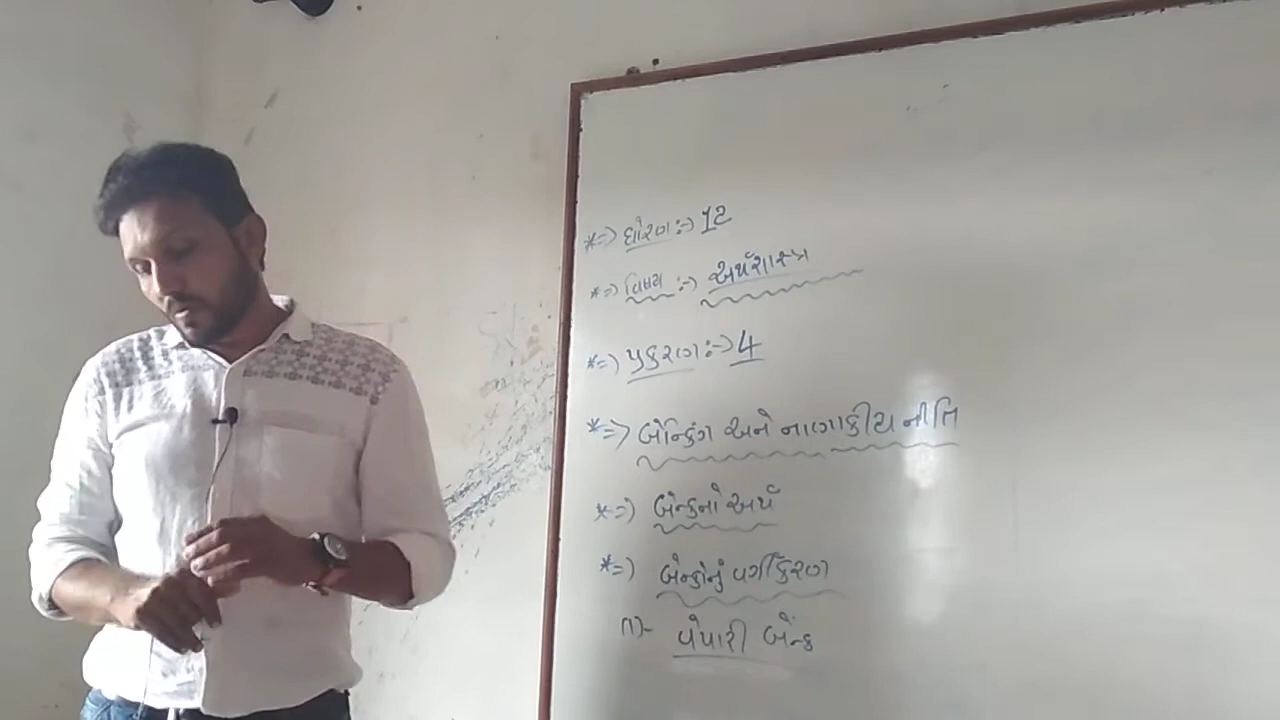 *=> ધોરણ :-> 12
*=> વિષય :-> અર્થશાસ્ત્ર
*=> પ્રકરણ :-> 4
*=> બેન્કિંગ અને નાણાકીય નીતિ
*=> બેન્કનો અર્થ
*=> બેન્કોનું વર્ગીકરણ
(1)- વેપારી બેન્ક